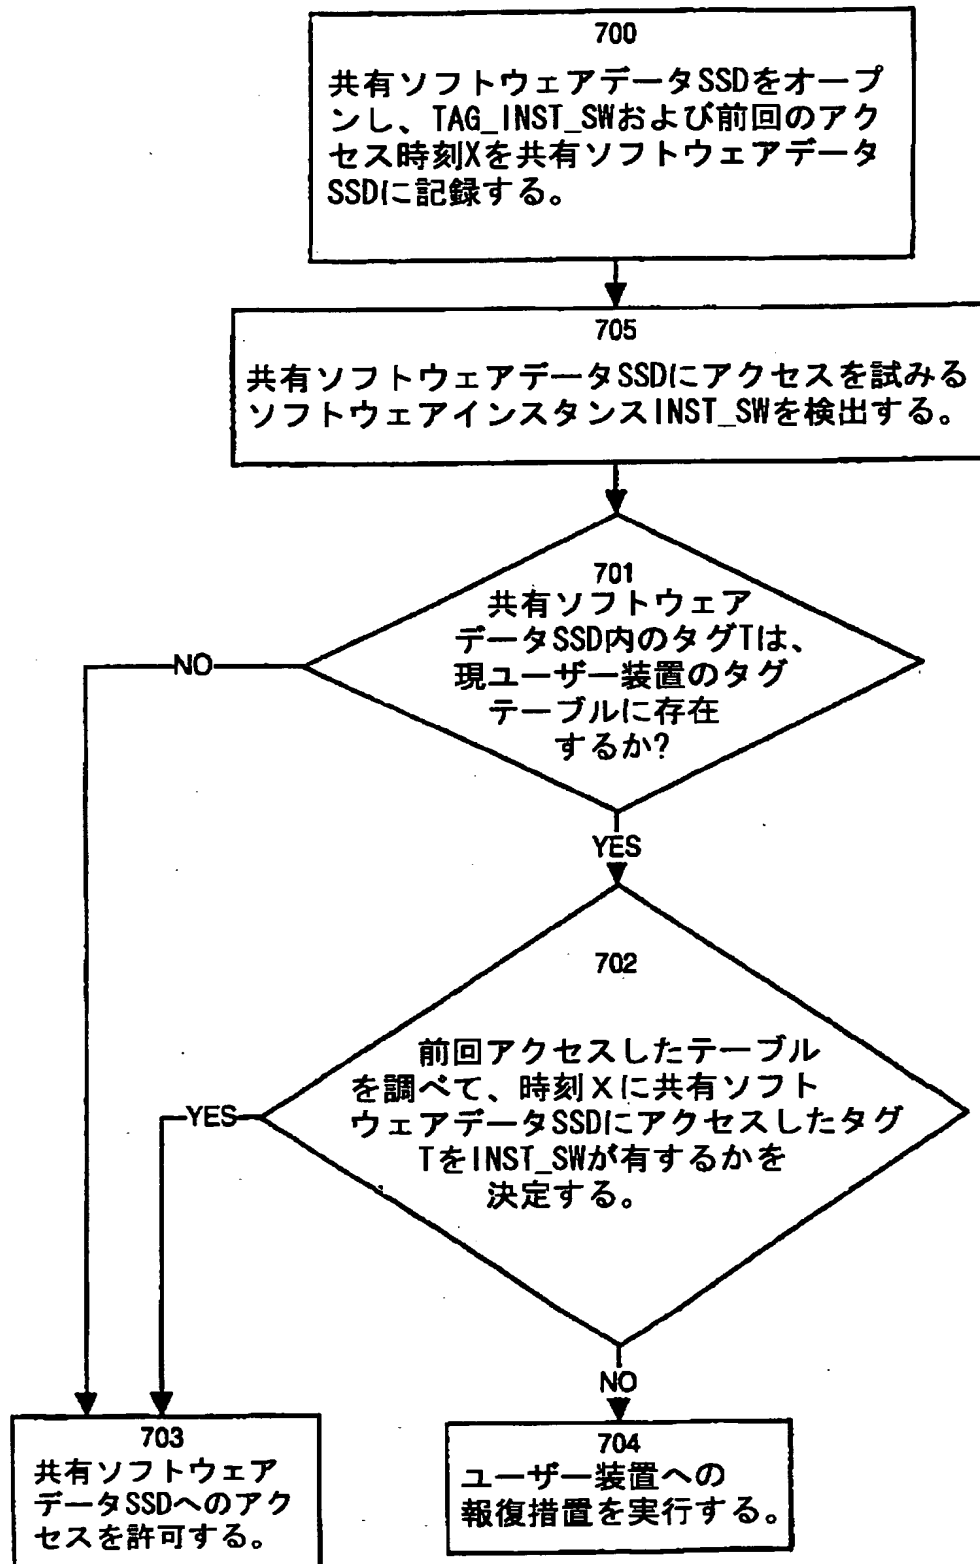 700
共有ソフトウェアデータSSDをオープ
ンし、TAG_INST_SWおよび前回のアク
セス時刻Xを共有ソフトウェアデータ
SSDに記録する。
705
共有ソフトウェアデータSSDにアクセスを試みる
ソフトウェアインスタンスINST_SWを検出する。
701
共有ソフトウェア
データSSD内のタグTは、
現ユーザー装置のタグ
テーブルに存在
するか?
NO
YES
702
前回アクセスしたテーブル
を調べて、時刻Xに共有ソフト
ウェアデータSSDにアクセスしたタグ
TをINST_SWが有するかを
決定する。
YES
NO
703
共有ソフトウェア
データSSDへのアク
セスを許可する。
704
ユーザー装置への
報復措置を実行する。